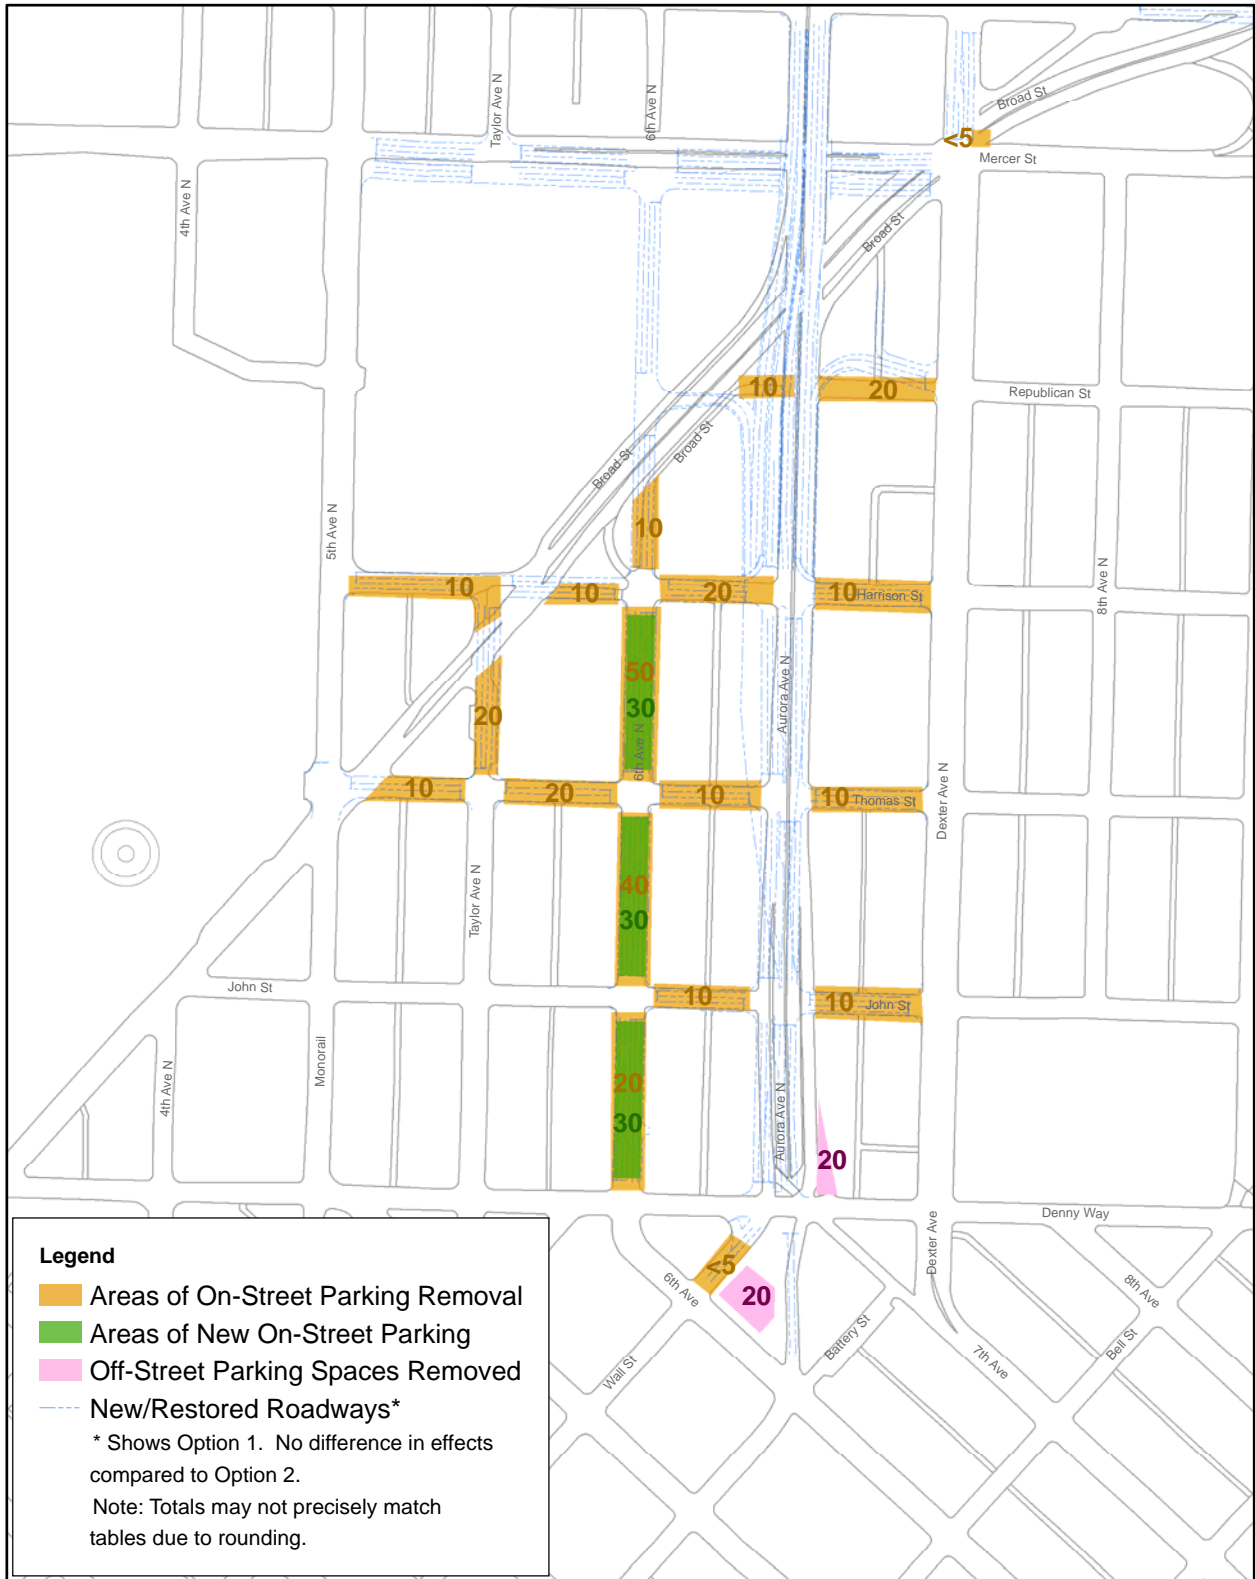 Taylor Ave N
6th Ave N
Broad St
<5
Mercer St
4th Ave N
Broad St
10
20
Republican St
Broad St
Broad St
5th Ave N
10
10
10
20
10
Harrison St
8th Ave N
50
30
20
6th Ave N
Aurora Ave N
10
20
10
10
Thomas St
Dexter Ave N
40
30
Taylor Ave N
John St
10
10
John St
Monorail
4th Ave N
20
30
Aurora Ave N
20
Denny Way
Dexter Ave
<5
20
6th Ave
8th Ave
Wall St
Battery St
7th Ave
Bell St
Legend
Areas of On-Street Parking Removal
Areas of New On-Street Parking
Off-Street Parking Spaces Removed
New/Restored Roadways*
* Shows Option 1. No difference in effects
compared to Option 2.
Note: Totals may not precisely match
tables due to rounding.